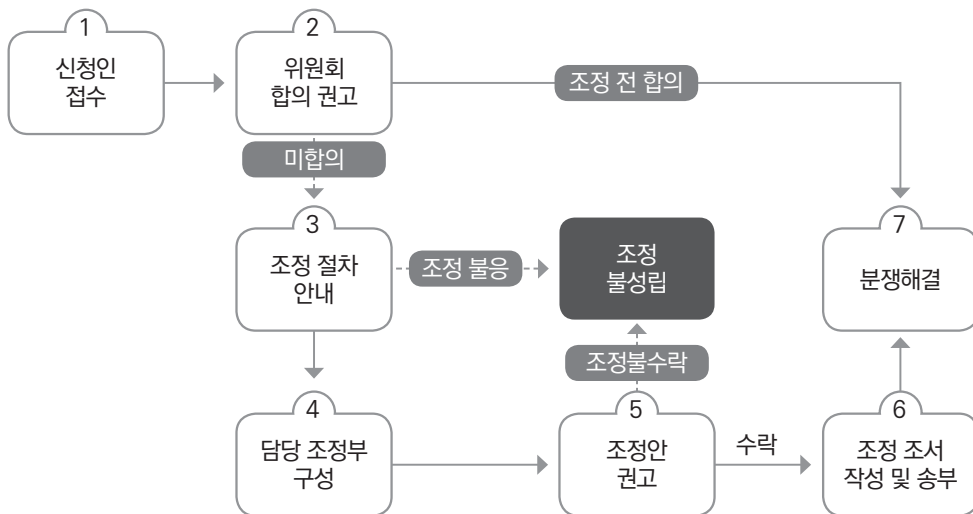 1
신청인
접수
2
위원회
합의 권고
조정 전 합의
미합의
3
조정 절차
안내
조정 불응
조정
불성립
7
분쟁해결
조정불수락
4
담당 조정부
구성
5
조정안
권고
수락
6
조정 조서
작성 및 송부